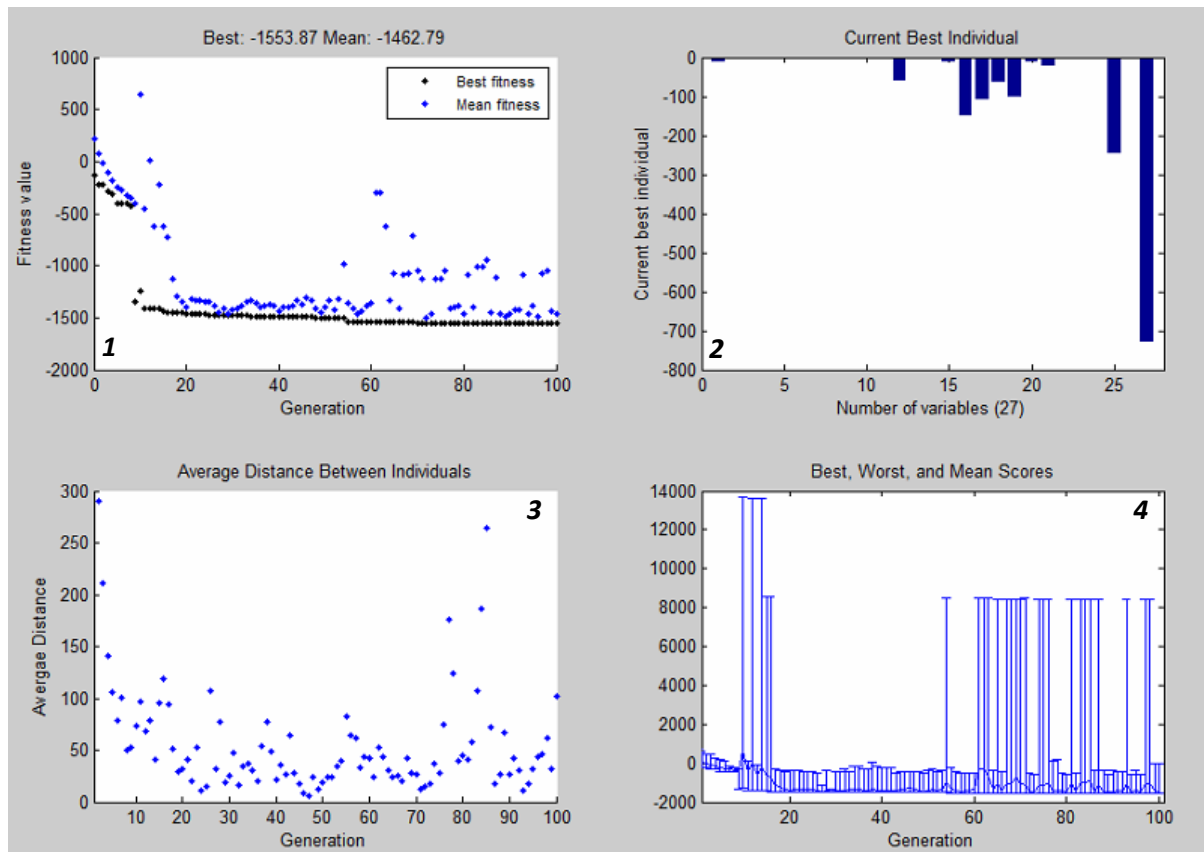 Best: -1553.87 Mean: -1462.79
1000
500
0
-500
-1000
-1500
-2000
Fitness value
Best fitness
Mean fitness
1
0 20 40 60 80 100
Generation
Current Best Individual
0
-100
-200
-300
-400
-500
-600
-700
-800
Current best individual
2
0 5 10 15 20 25
Number of variables (27)
Average Distance Between Individuals
300
250
200
150
100
50
0
Avergae Distance
3
10 20 30 40 50 60 70 80 90 100
Generation
Best, Worst, and Mean Scores
14000
12000
10000
8000
6000
4000
2000
0
-2000
4
20 40 60 80 100
Generation